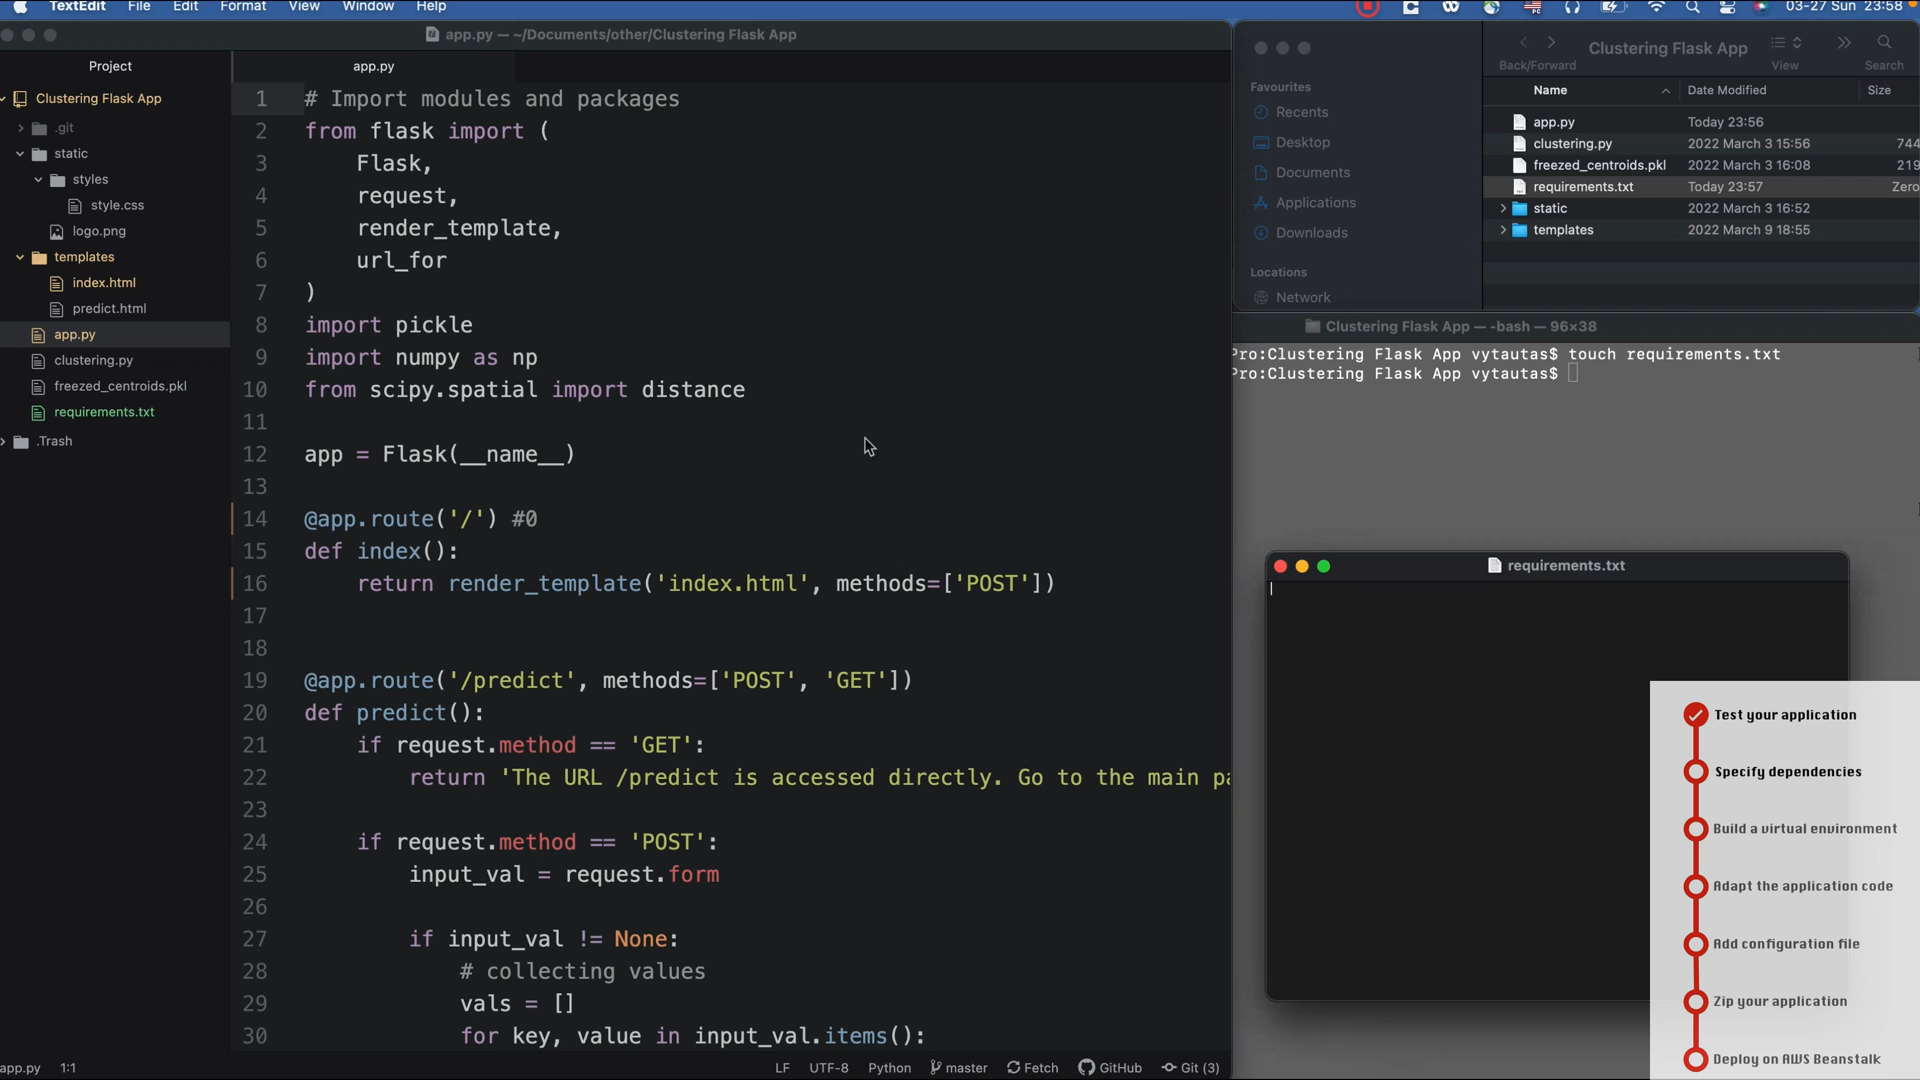 TextEdit File Edit Format View Window Help
03-27 Sun 23:58
app.py — ~/Documents/other/Clustering Flask App
Project
app.py
Clustering Flask App
.git
static
styles
style.css
logo.png
templates
index.html
predict.html
app.py
clustering.py
freezed_centroids.pkl
requirements.txt
.Trash
1 # Import modules and packages
2 from flask import (
3 Flask,
4 request,
5 render_template,
6 url_for
7 )
8 import pickle
9 import numpy as np
10 from scipy.spatial import distance
11
12 app = Flask(__name__)
13
14 @app.route('/') #0
15 def index():
16 return render_template('index.html', methods=['POST'])
17
18
19 @app.route('/predict', methods=['POST', 'GET'])
20 def predict():
21 if request.method == 'GET':
22 return 'The URL /predict is accessed directly. Go to the main pa
23
24 if request.method == 'POST':
25 input_val = request.form
26
27 if input_val != None:
28 # collecting values
29 vals = []
30 for key, value in input_val.items():
app.py 1:1
LF UTF-8 Python master Fetch GitHub Git (3)
Clustering Flask App
Back/Forward View Search
Favourites
Recents
Desktop
Documents
Applications
Downloads
Locations
Network
Name Date Modified Size
app.py Today 23:56
clustering.py 2022 March 3 15:56 744
freezed_centroids.pkl 2022 March 3 16:08 219
requirements.txt Today 23:57 Zero
static 2022 March 3 16:52
templates 2022 March 9 18:55
Clustering Flask App — -bash — 96×38
Pro:Clustering Flask App vytautas$ touch requirements.txt
Pro:Clustering Flask App vytautas$
requirements.txt
Test your application
Specify dependencies
Build a virtual environment
Adapt the application code
Add configuration file
Zip your application
Deploy on AWS Beanstalk